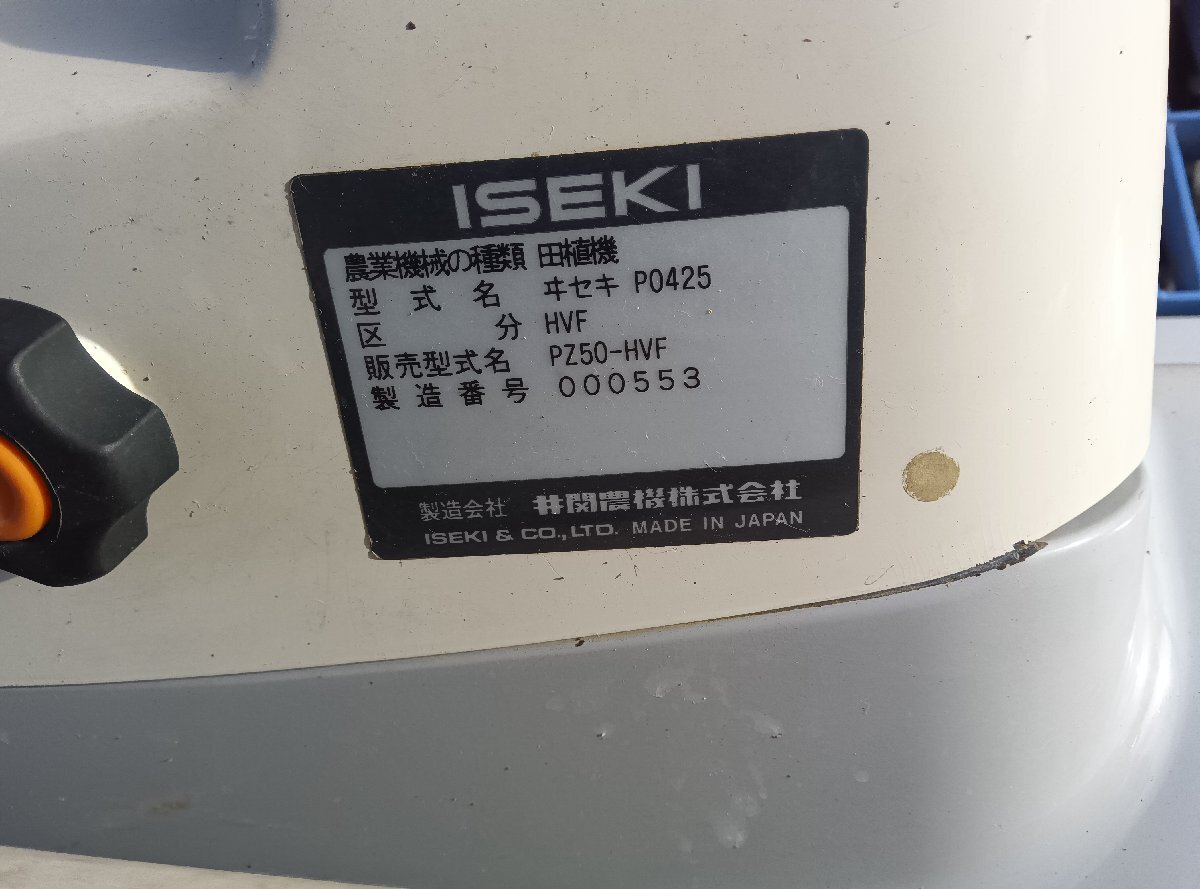 ISEKI
農業機械の種類 田植機
型式名 ヰセキ P0425
区分 HVF
販売型式名 PZ50-HVF
製造番号 000553
製造会社 井関農機株式会社
ISEKI & CO.,LTD. MADE IN JAPAN